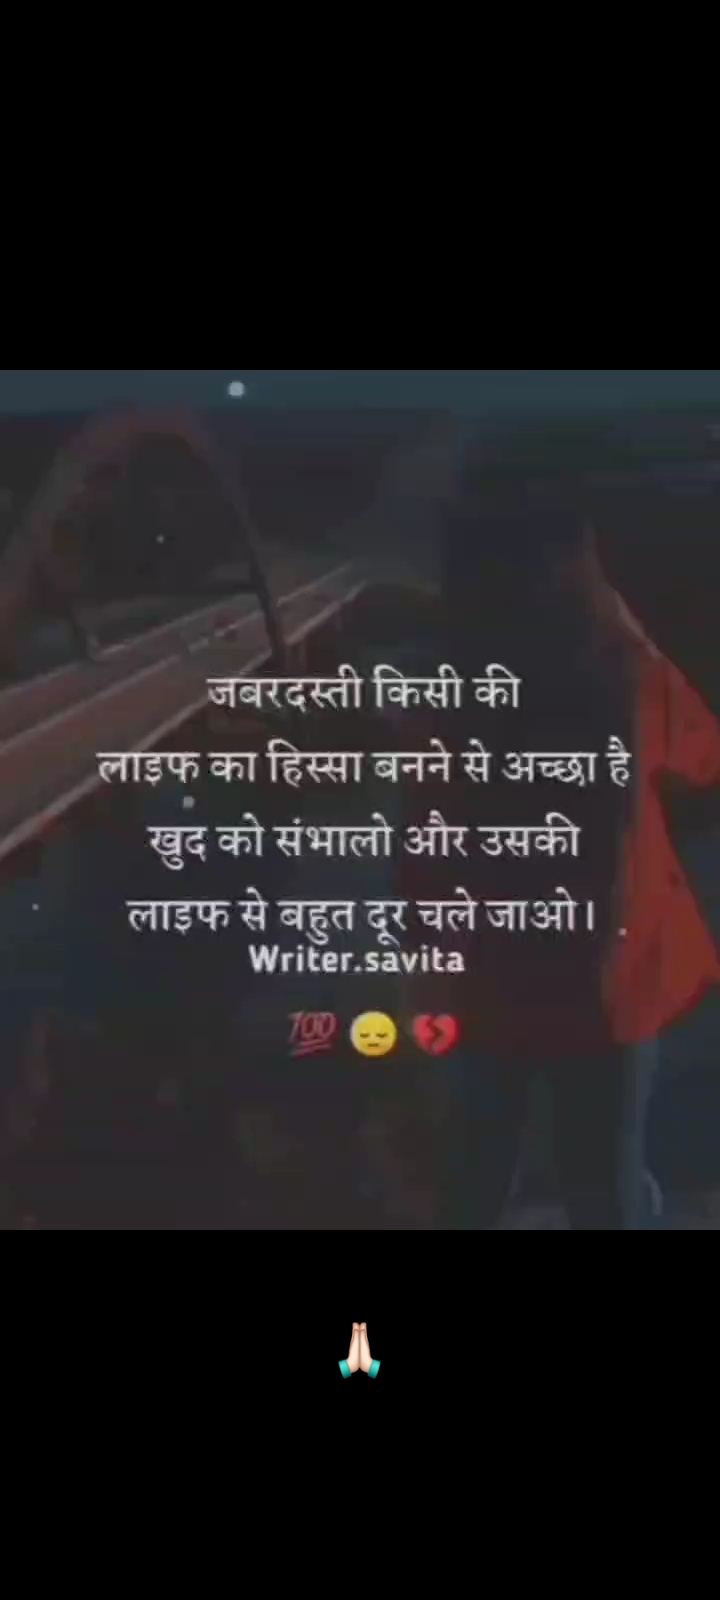 जबरदस्ती किसी की
लाइफ का हिस्सा बनने से अच्छा है
खुद को संभालो और उसकी
लाइफ से बहुत दूर चले जाओ।
Writer.savita
💯 😔 💔
🙏🏻